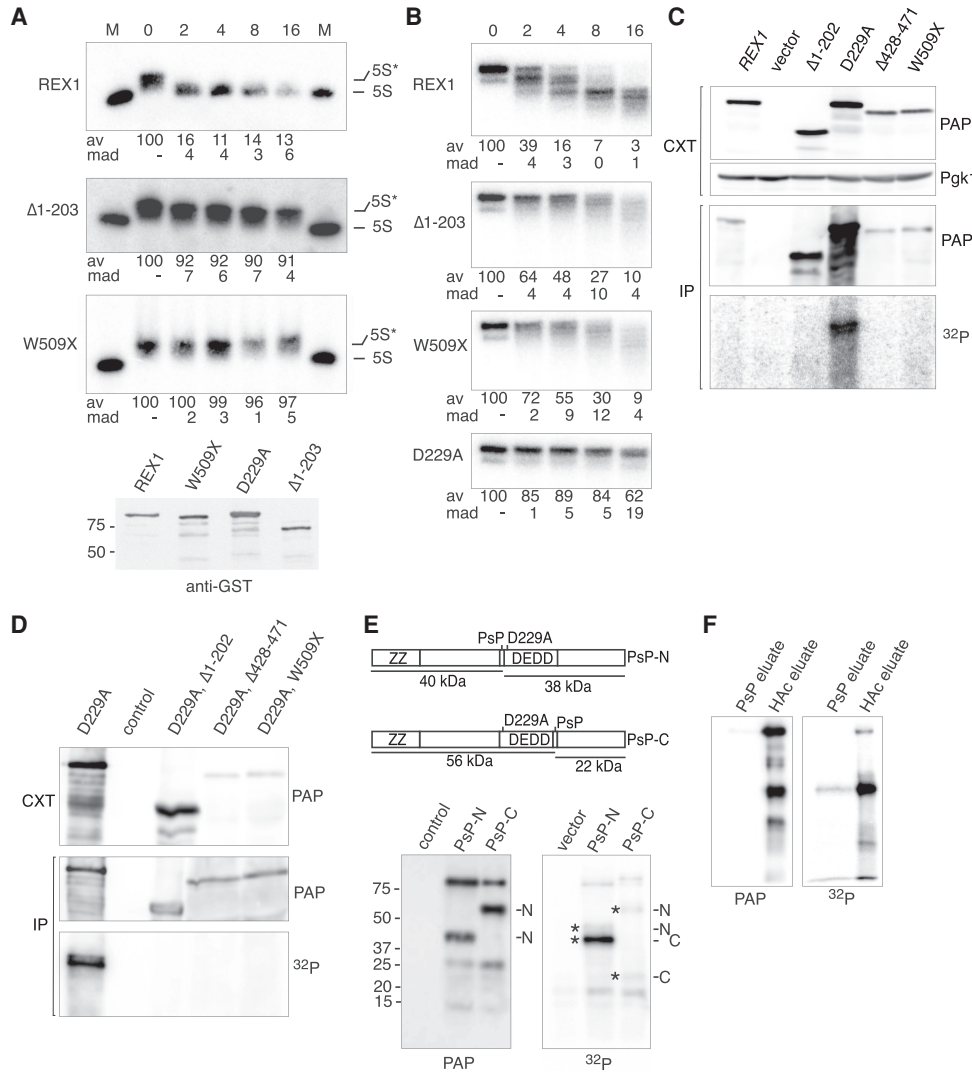 A
M 0 2 4 8 16 M
REX1
5S*
5S
av 100 16 11 14 13
mad - 4 4 3 6
Δ1-203
5S*
5S
av 100 92 92 90 91
mad - 7 6 7 4
W509X
5S*
5S
av 100 100 99 96 97
mad - 2 3 1 5
REX1 W509X D229A Δ1-203
75
50
anti-GST
B
0 2 4 8 16
REX1
av 100 39 16 7 3
mad - 4 3 0 1
Δ1-203
av 100 64 48 27 10
mad - 4 4 10 4
W509X
av 100 72 55 30 9
mad - 2 9 12 4
D229A
av 100 85 89 84 62
mad - 1 5 5 19
C
REX1 vector Δ1-202 D229A Δ428-471 W509X
CXT
PAP
Pgk1
IP
PAP
32P
D
D229A control D229A, Δ1-202 D229A, Δ428-471 D229A, W509X
CXT
PAP
IP
PAP
32P
E
PsP D229A
ZZ DEDD PsP-N
40 kDa 38 kDa
D229A PsP
ZZ DEDD PsP-C
56 kDa 22 kDa
control PsP-N PsP-C
vector PsP-N PsP-C
75
50
37
25
20
15
-N
-N
* -N
* -N
* - C
* -C
PAP
32P
F
PsP eluate HAc eluate
PsP eluate HAc eluate
PAP
32P